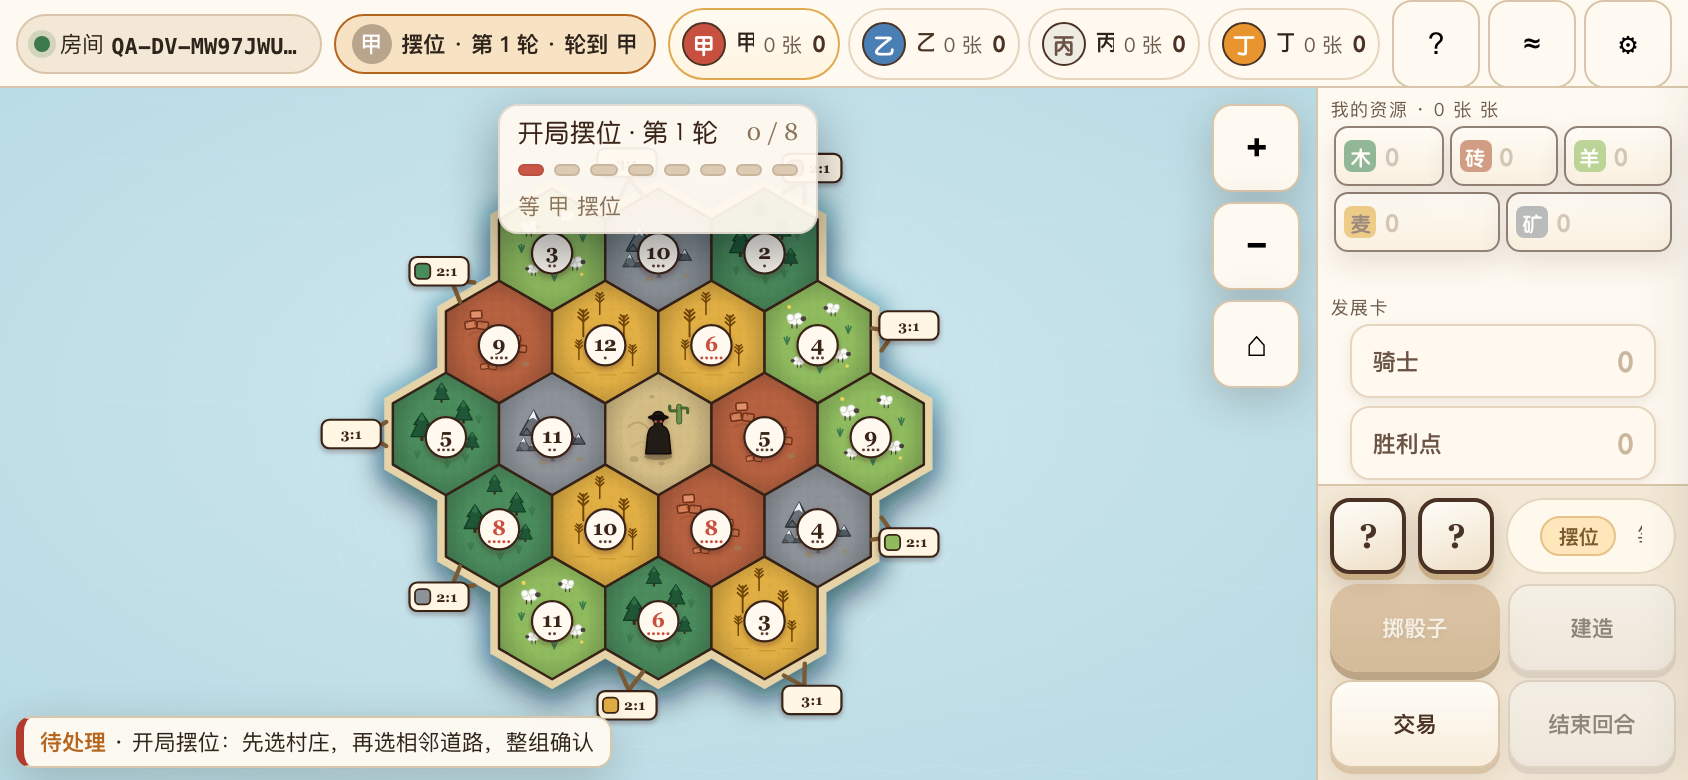 房间 QA-DV-MW97JWU…
甲 摆位 · 第 1 轮 · 轮到 甲
甲 甲 0 张 0
乙 乙 0 张 0
丙 丙 0 张 0
丁 丁 0 张 0
? ≈ ⚙
开局摆位 · 第 1 轮 0 / 8
等 甲 摆位
2:1
+
−
⌂
3 10 2
2:1
9 12 6 4
3:1
3:1
5 11 5 9
8 10 8 4
2:1
2:1
11 6 3
2:1
3:1
待处理 · 开局摆位：先选村庄，再选相邻道路，整组确认
我的资源 · 0 张 张
木 0 砖 0 羊 0
麦 0 矿 0
发展卡
骑士 0
胜利点 0
? ? 摆位
掷骰子 建造
交易 结束回合